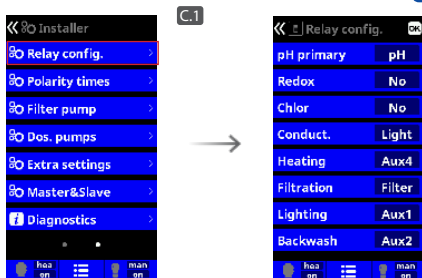 Installer
C.1
Relay config.
Polarity times
Filter pump
Dos. pumps
Extra settings
Master&Slave
Diagnostics
hea on
man on
Relay config. OK
pH primary pH
Redox No
Chlor No
Conduct. Light
Heating Aux4
Filtration Filter
Lighting Aux1
Backwash Aux2
hea on
man on